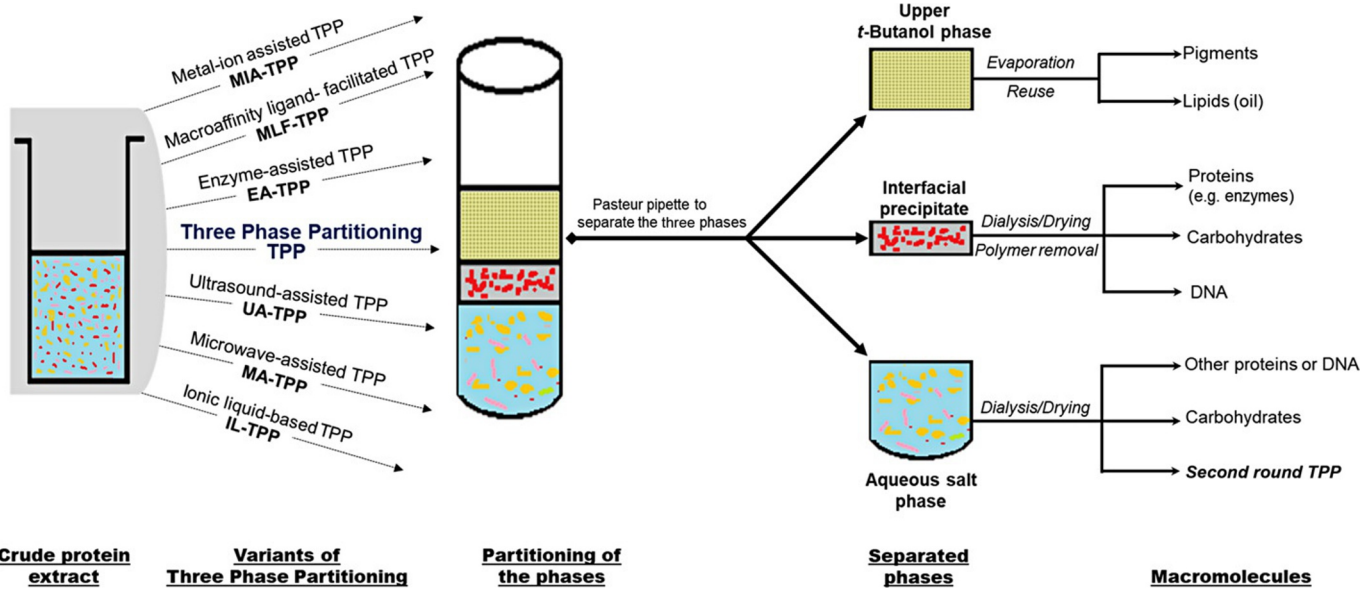 Metal-ion assisted TPP
MIA-TPP
Macroaffinity ligand- facilitated TPP
MLF-TPP
Enzyme-assisted TPP
EA-TPP
Three Phase Partitioning
TPP
Ultrasound-assisted TPP
UA-TPP
Microwave-assisted TPP
MA-TPP
Ionic liquid-based TPP
IL-TPP
Pasteur pipette to
separate the three phases
Upper
t-Butanol phase
Evaporation
Reuse
Pigments
Lipids (oil)
Interfacial
precipitate
Dialysis/Drying
Polymer removal
Proteins
(e.g. enzymes)
Carbohydrates
DNA
Dialysis/Drying
Aqueous salt
phase
Other proteins or DNA
Carbohydrates
Second round TPP
Crude protein
extract
Variants of
Three Phase Partitioning
Partitioning of
the phases
Separated
phases
Macromolecules